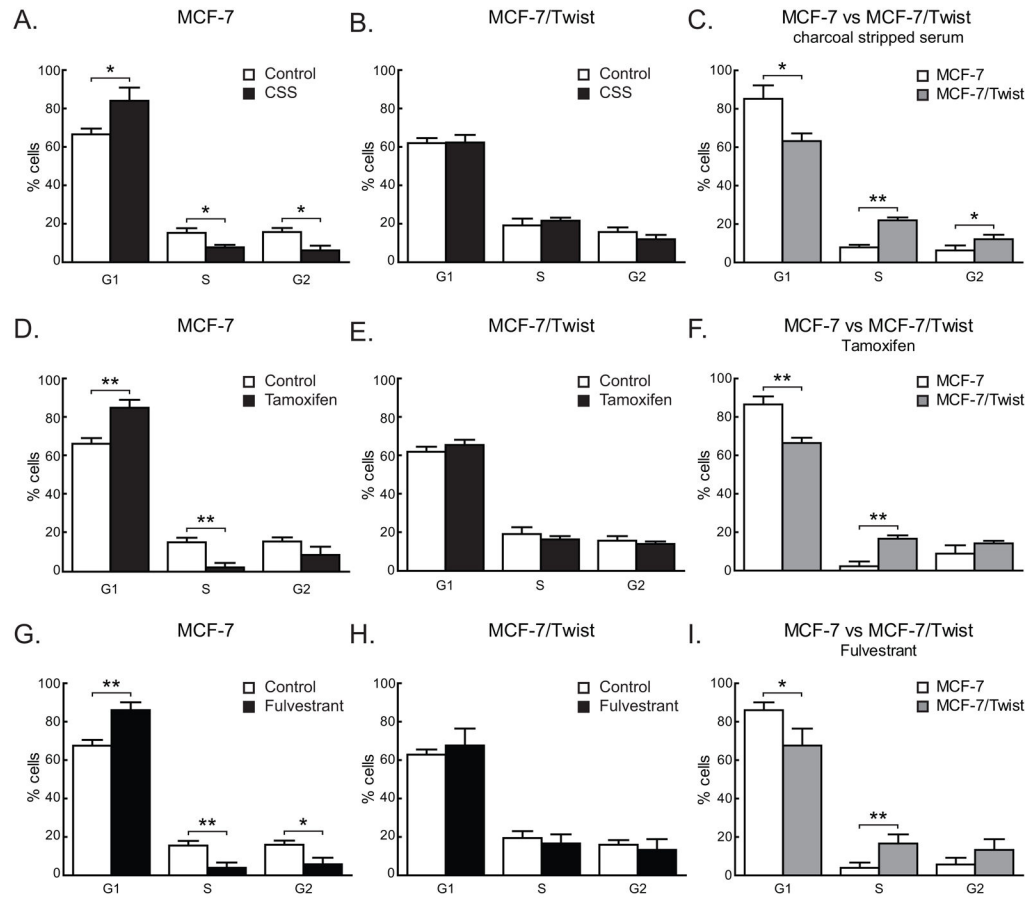 A.
MCF-7
B.
MCF-7/Twist
C.
MCF-7 vs MCF-7/Twist
charcoal stripped serum
% cells
100
80
60
40
20
0
*
*
*
Control
CSS
G1
S
G2
% cells
100
80
60
40
20
0
Control
CSS
G1
S
G2
% cells
100
80
60
40
20
0
*
**
*
MCF-7
MCF-7/Twist
G1
S
G2
D.
MCF-7
E.
MCF-7/Twist
F.
MCF-7 vs MCF-7/Twist
Tamoxifen
% cells
100
80
60
40
20
0
**
**
Control
Tamoxifen
G1
S
G2
% cells
100
80
60
40
20
0
Control
Tamoxifen
G1
S
G2
% cells
100
80
60
40
20
0
**
**
MCF-7
MCF-7/Twist
G1
S
G2
G.
MCF-7
H.
MCF-7/Twist
I.
MCF-7 vs MCF-7/Twist
Fulvestrant
% cells
100
80
60
40
20
0
**
**
*
Control
Fulvestrant
G1
S
G2
% cells
100
80
60
40
20
0
Control
Fulvestrant
G1
S
G2
% cells
100
80
60
40
20
0
*
**
MCF-7
MCF-7/Twist
G1
S
G2